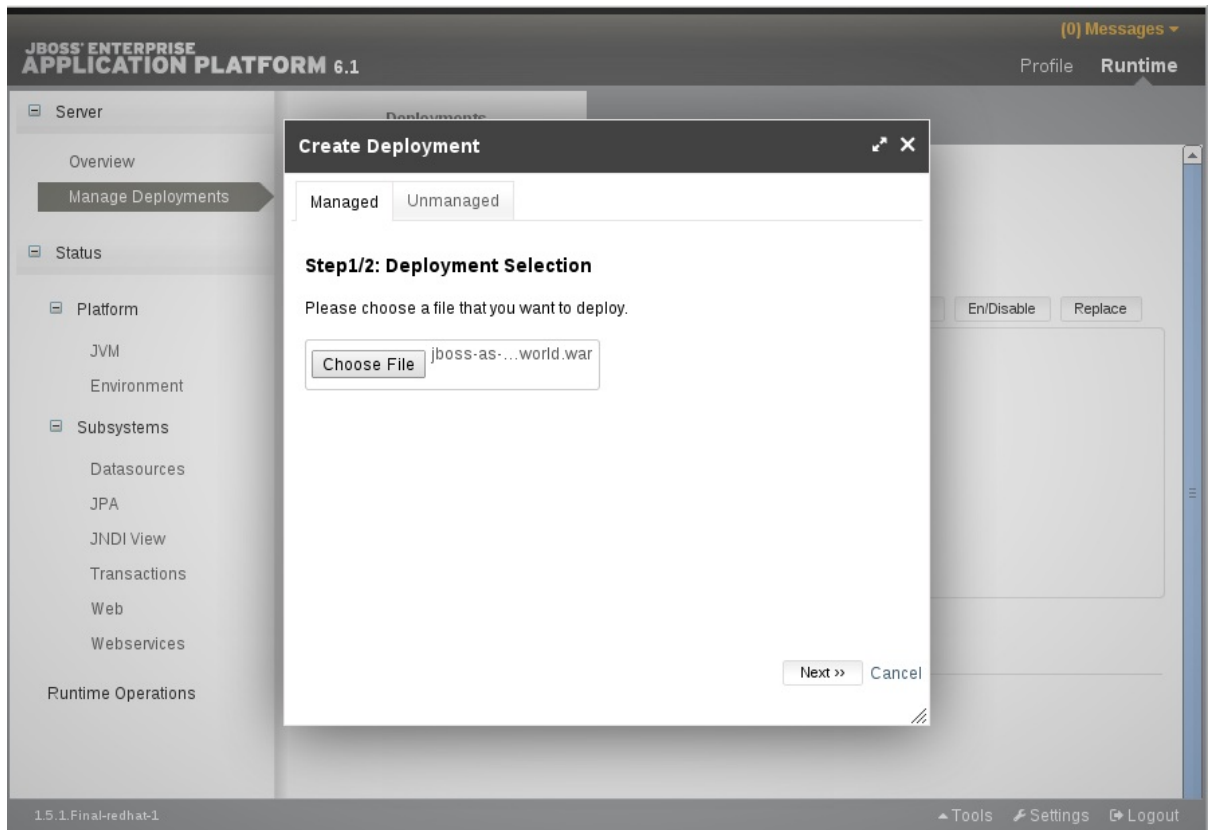 (0) Messages
JBOSS' ENTERPRISE
APPLICATION PLATFORM 6.1
Profile Runtime
Server
Overview
Manage Deployments
Status
Platform
JVM
Environment
Subsystems
Datasources
JPA
JNDI View
Transactions
Web
Webservices
Runtime Operations
Deployments
Create Deployment
Managed Unmanaged
Step1/2: Deployment Selection
Please choose a file that you want to deploy.
Choose File jboss-as-...world.war
Next >> Cancel
En/Disable Replace
1.5.1.Final-redhat-1
Tools Settings Logout